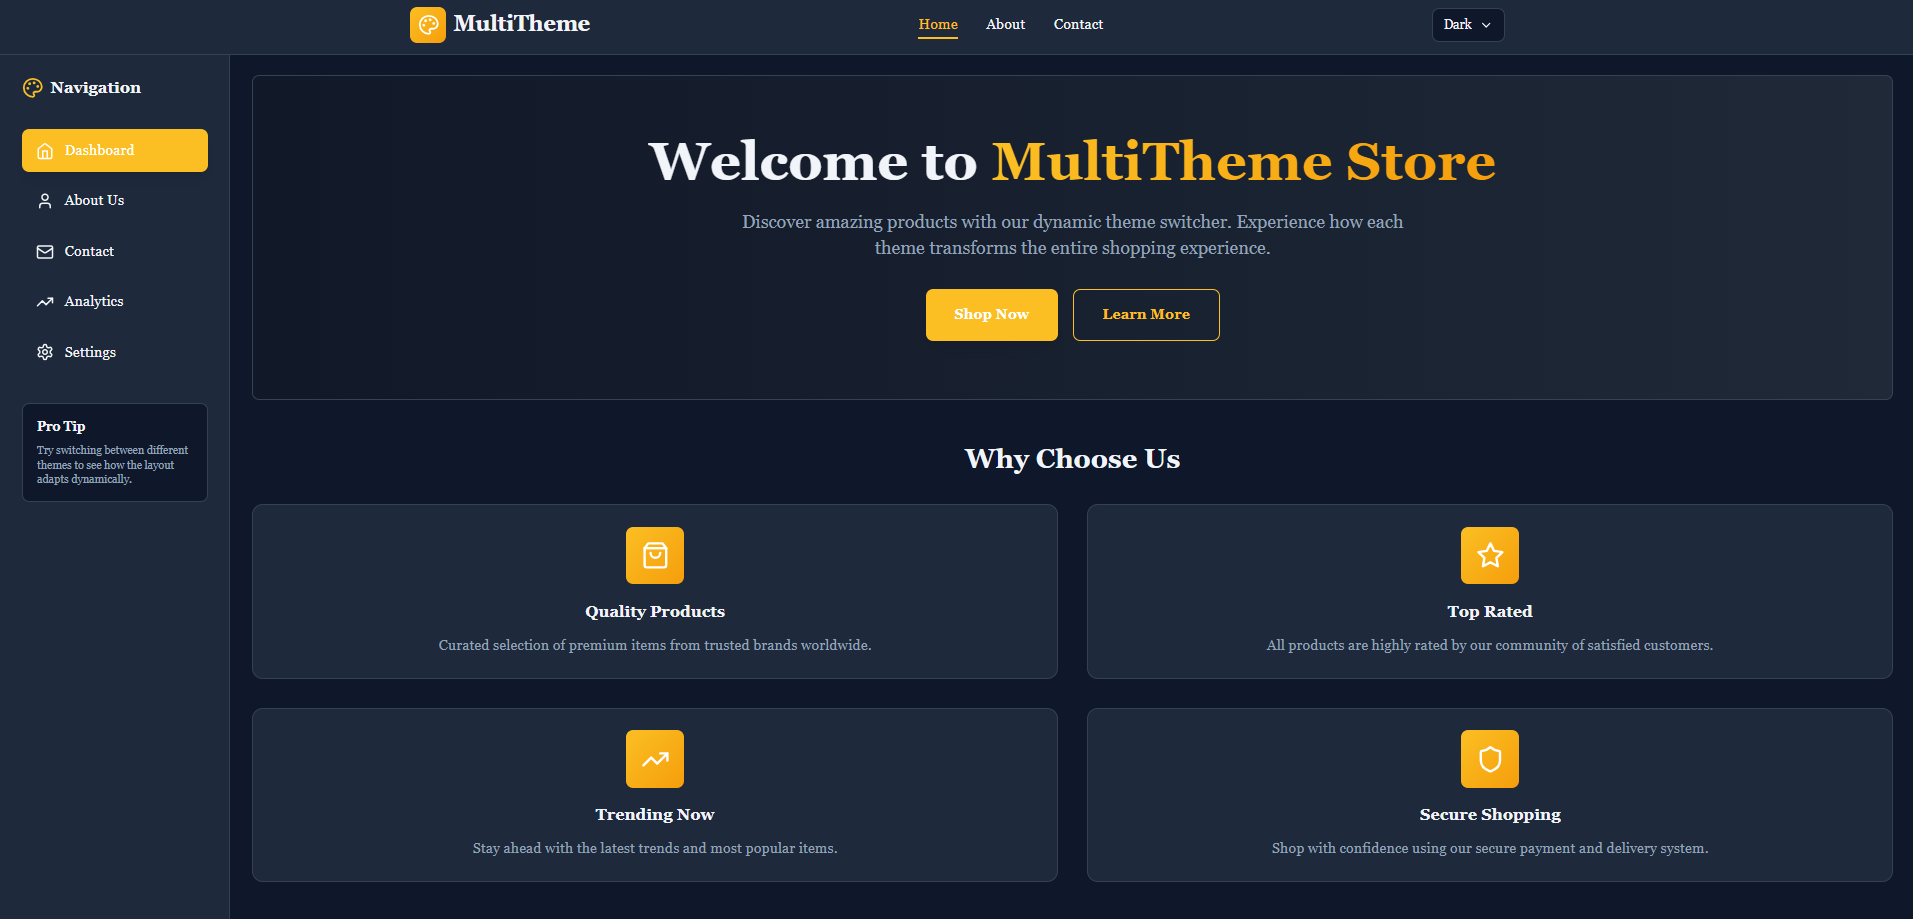 MultiTheme
Home
About
Contact
Dark
Navigation
Dashboard
About Us
Contact
Analytics
Settings
Pro Tip
Try switching between different
themes to see how the layout
adapts dynamically.
Welcome to MultiTheme Store
Discover amazing products with our dynamic theme switcher. Experience how each
theme transforms the entire shopping experience.
Shop Now
Learn More
Why Choose Us
Quality Products
Curated selection of premium items from trusted brands worldwide.
Top Rated
All products are highly rated by our community of satisfied customers.
Trending Now
Stay ahead with the latest trends and most popular items.
Secure Shopping
Shop with confidence using our secure payment and delivery system.